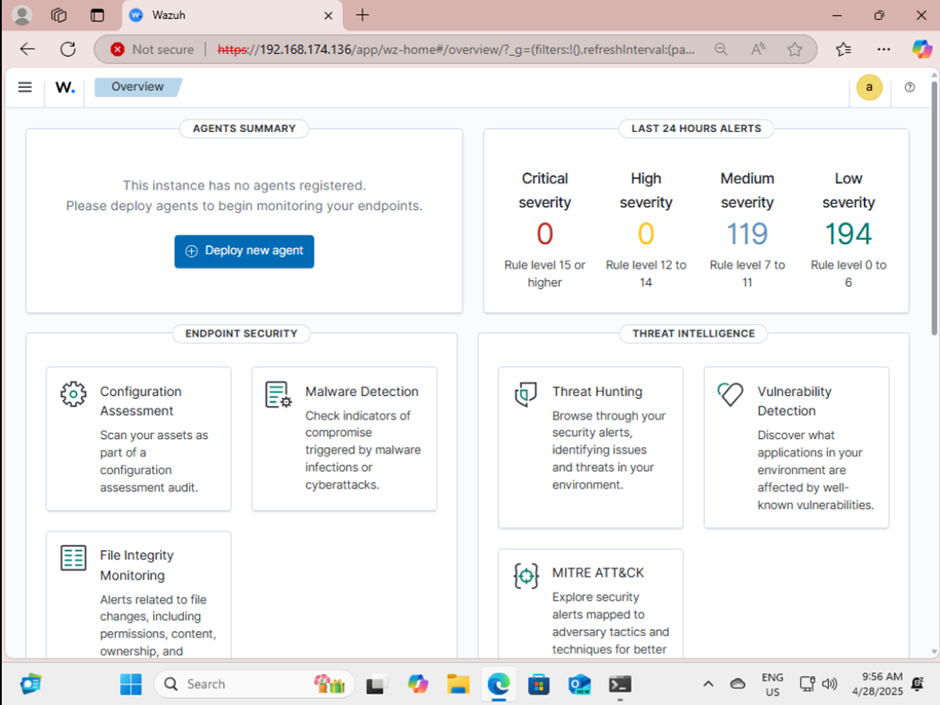 Wazuh
Not secure
https://192.168.174.136/app/wz-home#/overview/?_g=(filters:!(),refreshInterval:(pa...
W.
Overview
a
AGENTS SUMMARY
This instance has no agents registered.
Please deploy agents to begin monitoring your endpoints.
Deploy new agent
LAST 24 HOURS ALERTS
Critical
severity
0
Rule level 15 or
higher
High
severity
0
Rule level 12 to
14
Medium
severity
119
Rule level 7 to
11
Low
severity
194
Rule level 0 to
6
ENDPOINT SECURITY
Configuration
Assessment
Scan your assets as
part of a
configuration
assessment audit.
Malware Detection
Check indicators of
compromise
triggered by malware
infections or
cyberattacks.
File Integrity
Monitoring
Alerts related to file
changes, including
permissions, content,
ownership, and
THREAT INTELLIGENCE
Threat Hunting
Browse through your
security alerts,
identifying issues
and threats in your
environment.
Vulnerability
Detection
Discover what
applications in your
environment are
affected by well-
known vulnerabilities.
MITRE ATT&CK
Explore security
alerts mapped to
adversary tactics and
techniques for better
Search
ENG
US
9:56 AM
4/28/2025